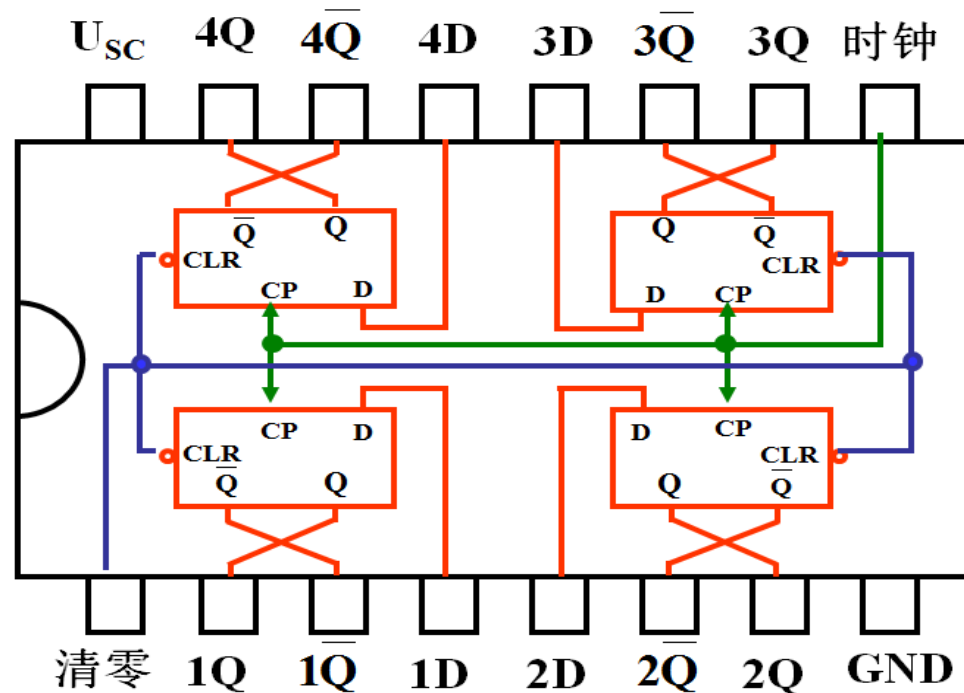 U_SC 4Q 4Q̅ 4D 3D 3Q̅ 3Q 时钟
Q̅ Q Q Q̅
CLR CLR
CP D D CP
CP D D CP
CLR CLR
Q̅ Q Q Q̅
清零 1Q 1Q̅ 1D 2D 2Q̅ 2Q GND